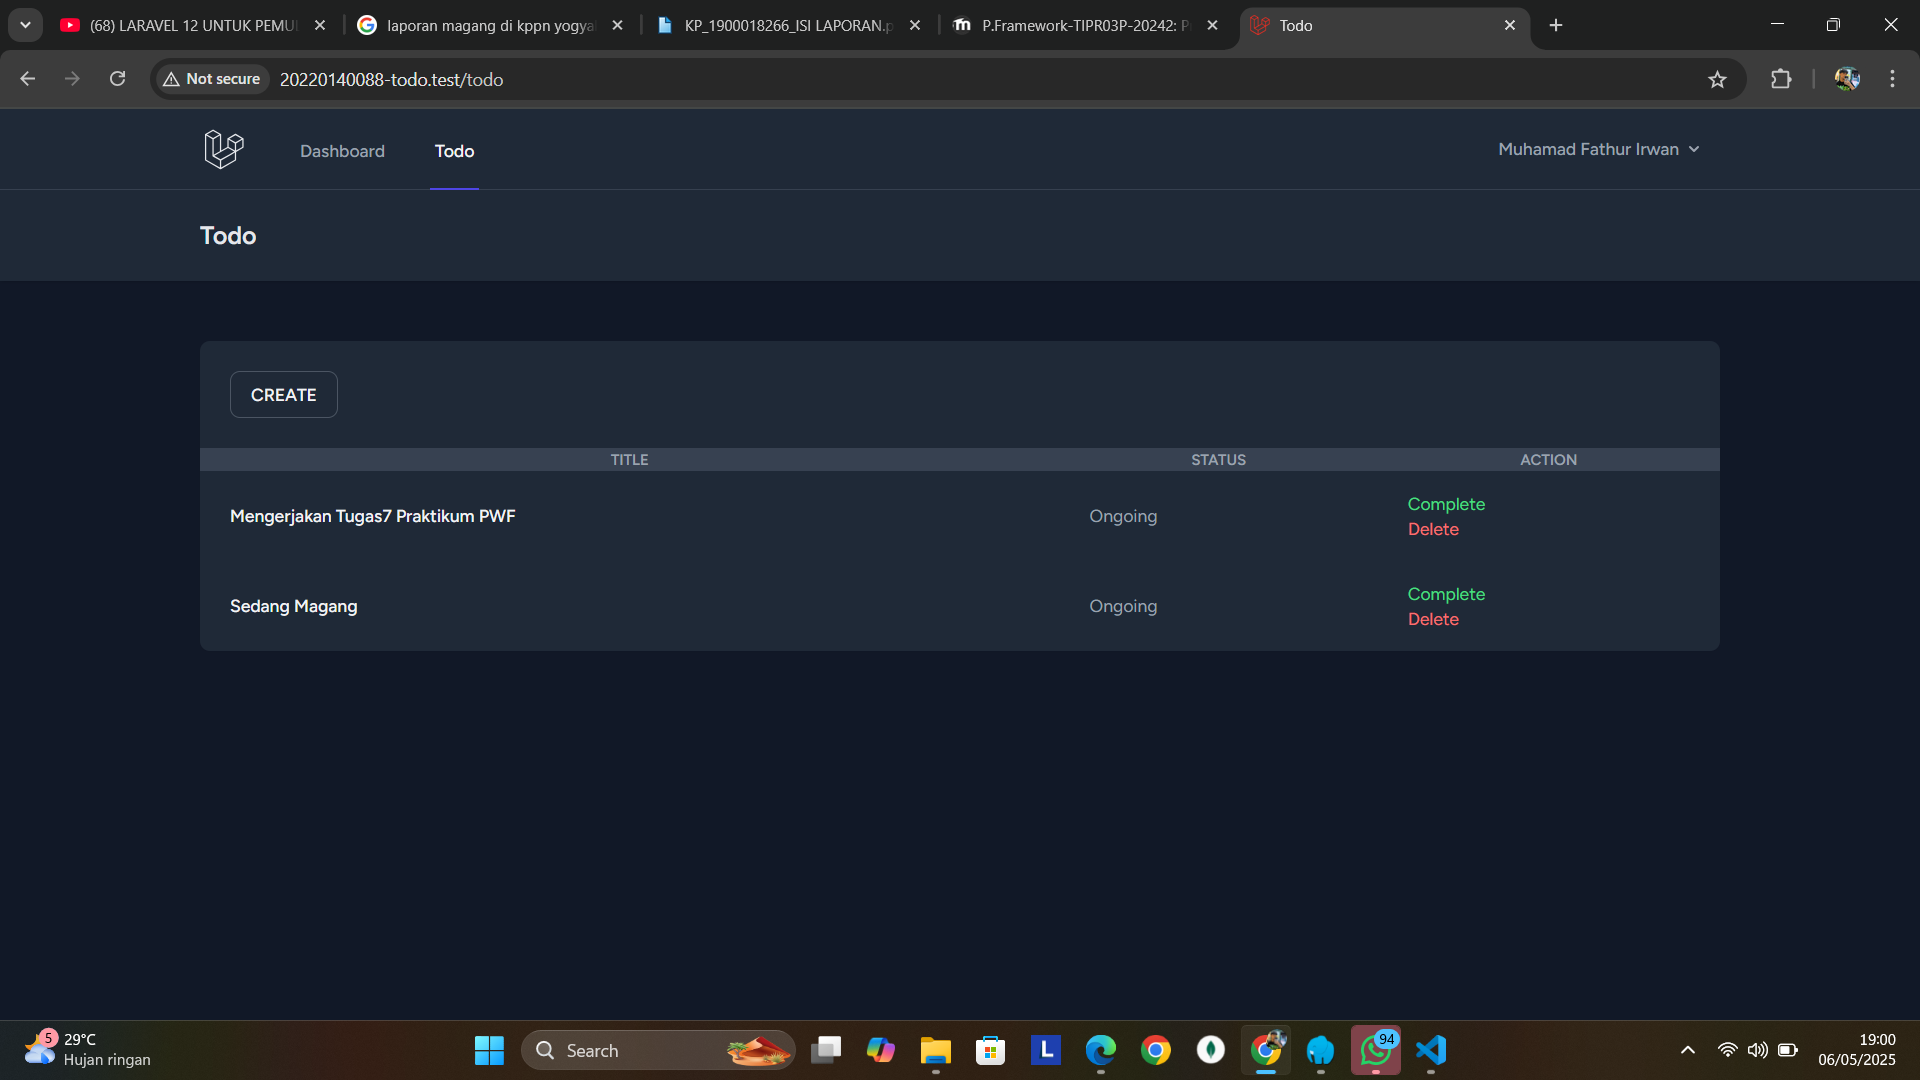 (68) LARAVEL 12 UNTUK PEMUL
laporan magang di kppn yogya
KP_1900018266_ISI LAPORAN.p
P.Framework-TIPR03P-20242: P
Todo
Not secure
20220140088-todo.test/todo
Dashboard
Todo
Muhamad Fathur Irwan
Todo
CREATE
TITLE STATUS ACTION
Mengerjakan Tugas7 Praktikum PWF Ongoing Complete
Delete
Sedang Magang Ongoing Complete
Delete
5
29°C
Hujan ringan
Search
L
94
19:00
06/05/2025